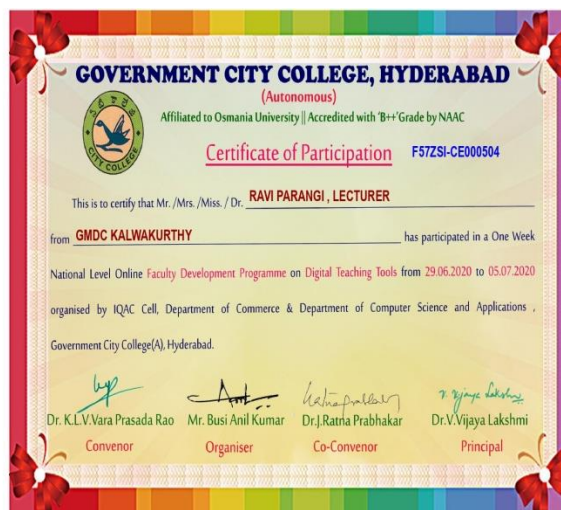 GOVERNMENT CITY COLLEGE, HYDERABAD
(Autonomous)
Affiliated to Osmania University || Accredited with 'B++'Grade by NAAC
CITY COLLEGE
Certificate of Participation F57ZSI-CE000504
This is to certify that Mr. /Mrs. /Miss. / Dr. RAVI PARANGI , LECTURER
from GMDC KALWAKURTHY has participated in a One Week
National Level Online Faculty Development Programme on Digital Teaching Tools from 29.06.2020 to 05.07.2020
organised by IQAC Cell, Department of Commerce & Department of Computer Science and Applications ,
Government City College(A), Hyderabad.
Dr. K.L.V.Vara Prasada Rao Mr. Busi Anil Kumar Dr.J.Ratna Prabhakar Dr.V.Vijaya Lakshmi
Convenor Organiser Co-Convenor Principal